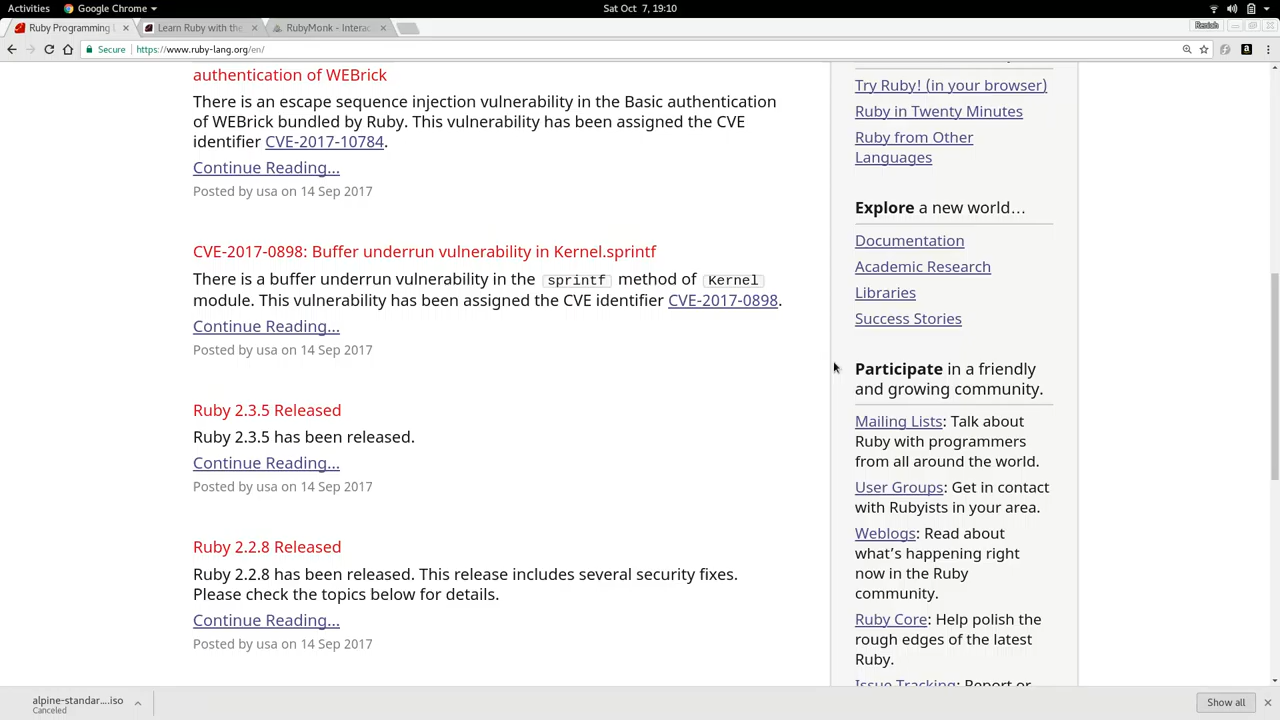 Activities
Google Chrome
Sat Oct 7, 19:10
Ruby Programming L
Learn Ruby with the
RubyMonk - Interac
Secure
https://www.ruby-lang.org/en/
authentication of WEBrick
There is an escape sequence injection vulnerability in the Basic authentication
of WEBrick bundled by Ruby. This vulnerability has been assigned the CVE
identifier CVE-2017-10784.
Continue Reading...
Posted by usa on 14 Sep 2017
CVE-2017-0898: Buffer underrun vulnerability in Kernel.sprintf
There is a buffer underrun vulnerability in the sprintf method of Kernel
module. This vulnerability has been assigned the CVE identifier CVE-2017-0898.
Continue Reading...
Posted by usa on 14 Sep 2017
Ruby 2.3.5 Released
Ruby 2.3.5 has been released.
Continue Reading...
Posted by usa on 14 Sep 2017
Ruby 2.2.8 Released
Ruby 2.2.8 has been released. This release includes several security fixes.
Please check the topics below for details.
Continue Reading...
Posted by usa on 14 Sep 2017
Try Ruby! (in your browser)
Ruby in Twenty Minutes
Ruby from Other
Languages
Explore a new world…
Documentation
Academic Research
Libraries
Success Stories
Participate in a friendly
and growing community.
Mailing Lists: Talk about
Ruby with programmers
from all around the world.
User Groups: Get in contact
with Rubyists in your area.
Weblogs: Read about
what's happening right
now in the Ruby
community.
Ruby Core: Help polish the
rough edges of the latest
Ruby.
Issue Tracking: Report or
alpine-standar....iso
Canceled
Show all